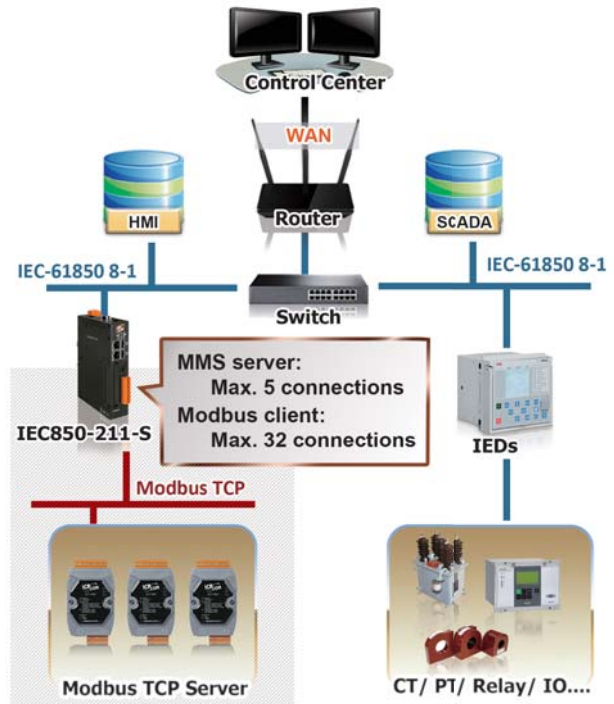 Control Center
WAN
HMI
Router
SCADA
IEC-61850 8-1
IEC-61850 8-1
Switch
MMS server:
Max. 5 connections
Modbus client:
Max. 32 connections
IEC850-211-S
IEDs
Modbus TCP
Modbus TCP Server
CT/ PT/ Relay/ IO....